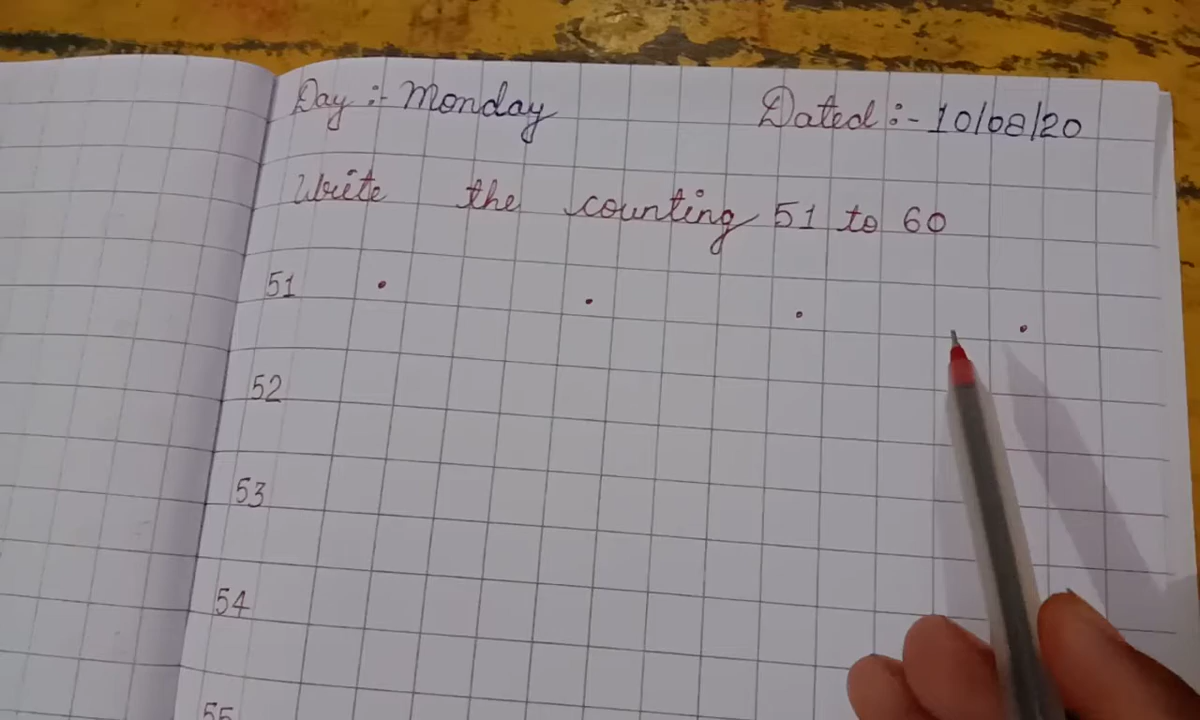 Day :- Monday Dated :- 10/08/20
Write the counting 51 to 60
51 . . . .
52
53
54
55